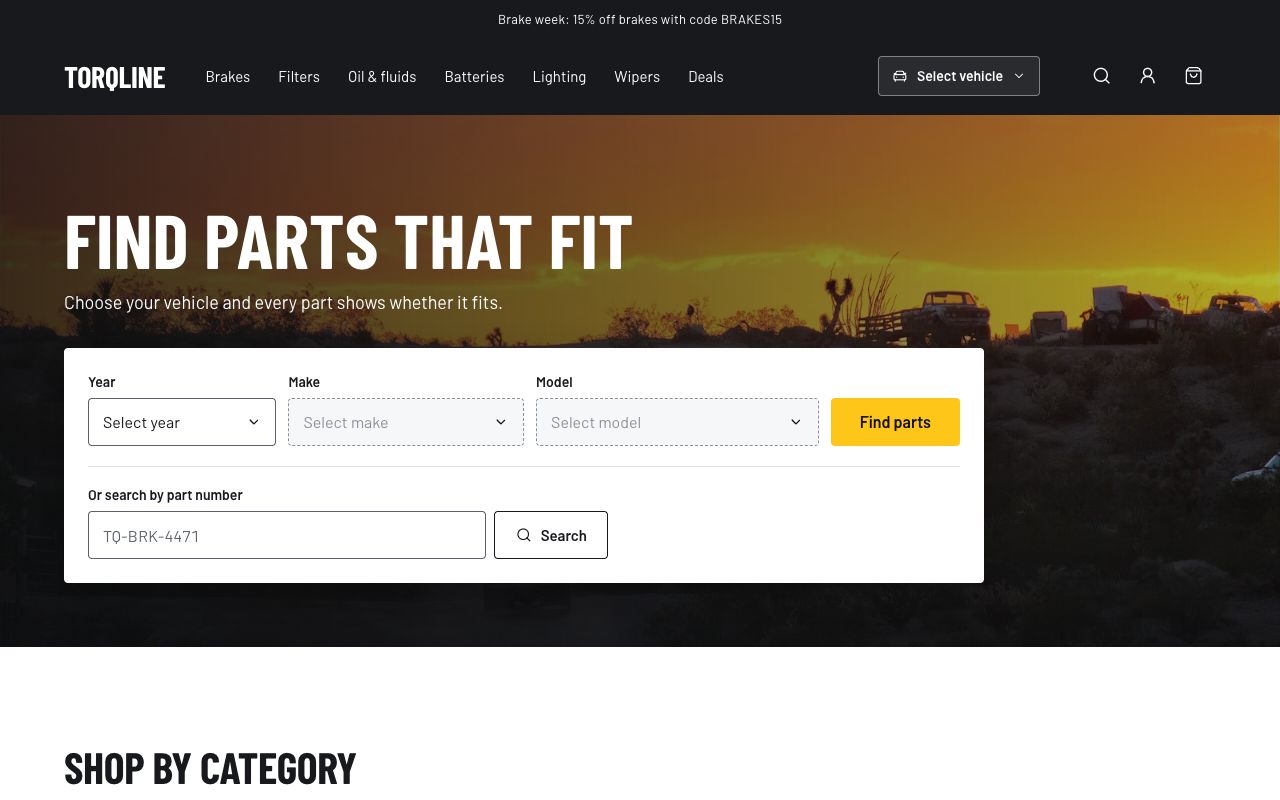 Brake week: 15% off brakes with code BRAKES15
TORQLINE
Brakes
Filters
Oil & fluids
Batteries
Lighting
Wipers
Deals
Select vehicle
FIND PARTS THAT FIT
Choose your vehicle and every part shows whether it fits.
Year
Make
Model
Select year
Select make
Select model
Find parts
Or search by part number
TQ-BRK-4471
Search
SHOP BY CATEGORY